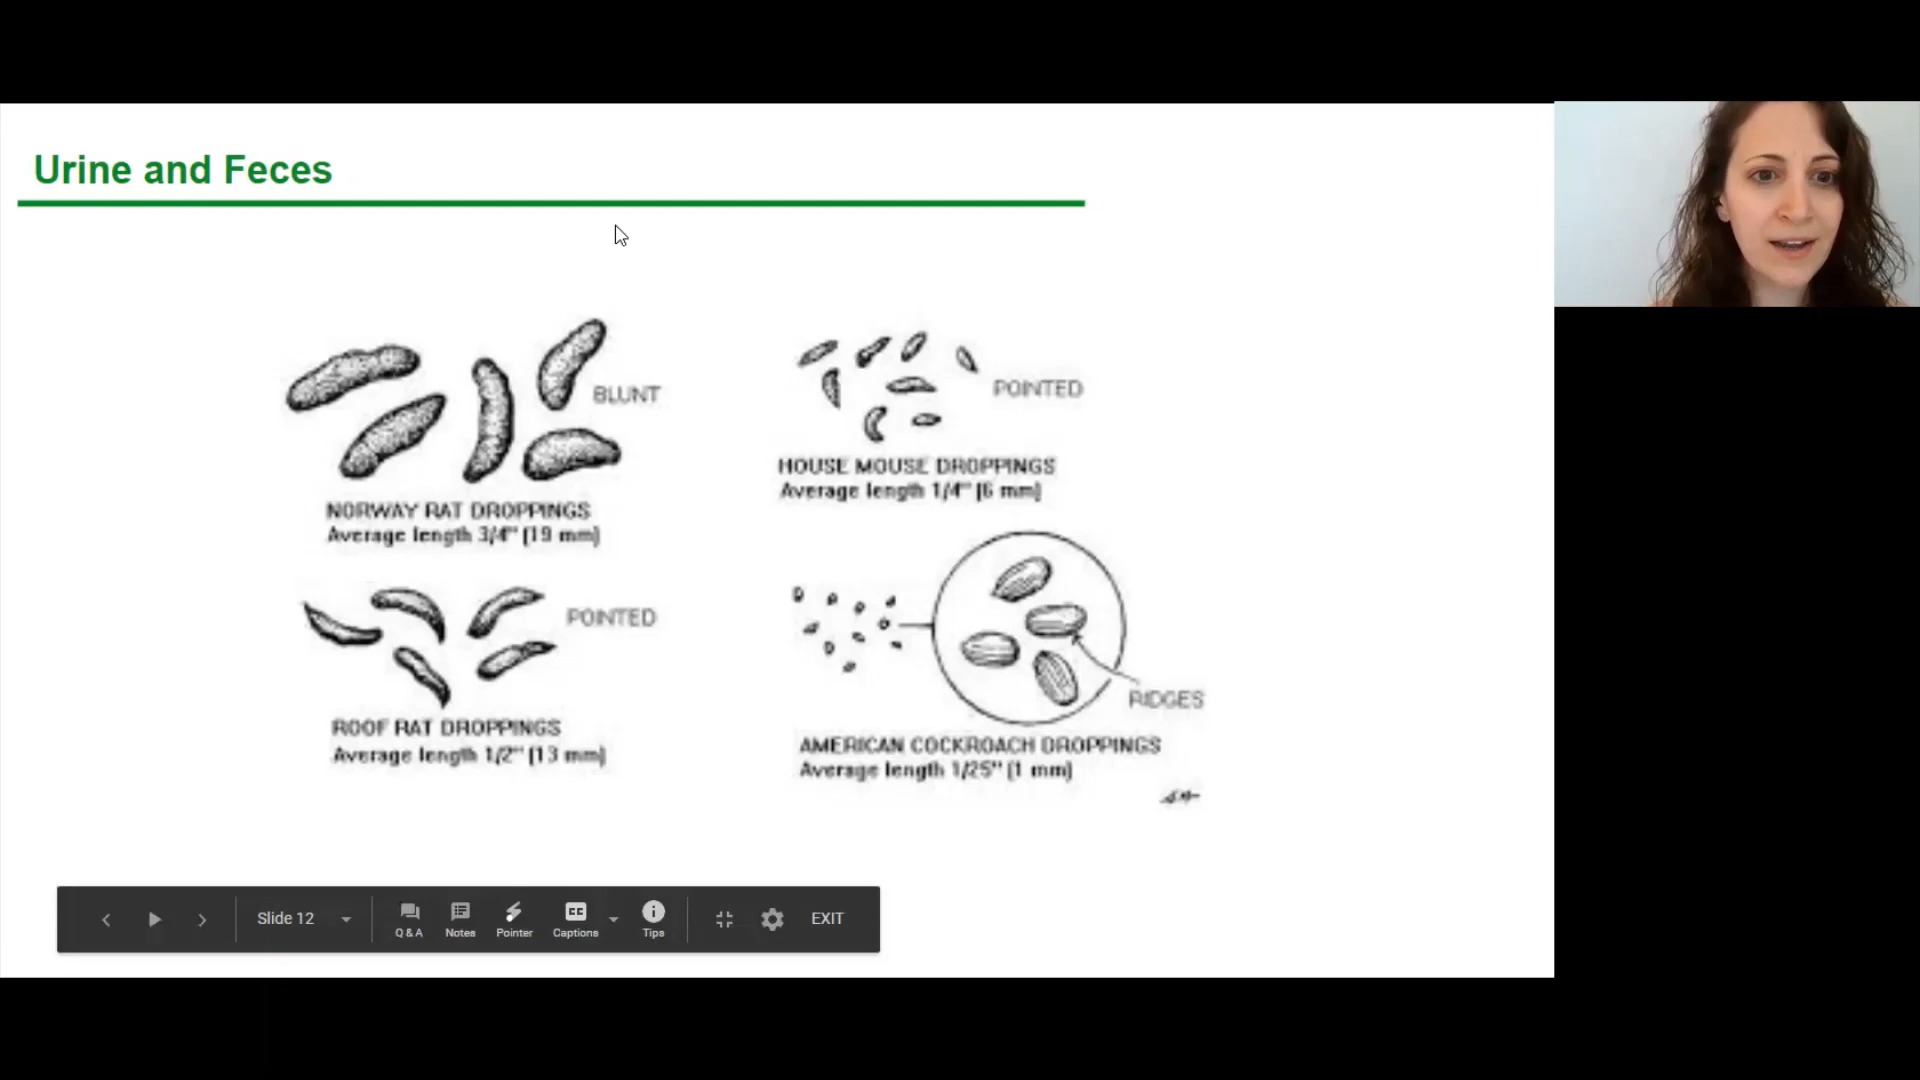 Urine and Feces
BLUNT
NORWAY RAT DROPPINGS
Average length 3/4" (19 mm)
POINTED
HOUSE MOUSE DROPPINGS
Average length 1/4" (6 mm)
POINTED
ROOF RAT DROPPINGS
Average length 1/2" (13 mm)
RIDGES
AMERICAN COCKROACH DROPPINGS
Average length 1/25" (1 mm)
Slide 12
Q & A
Notes
Pointer
CC
Captions
Tips
EXIT